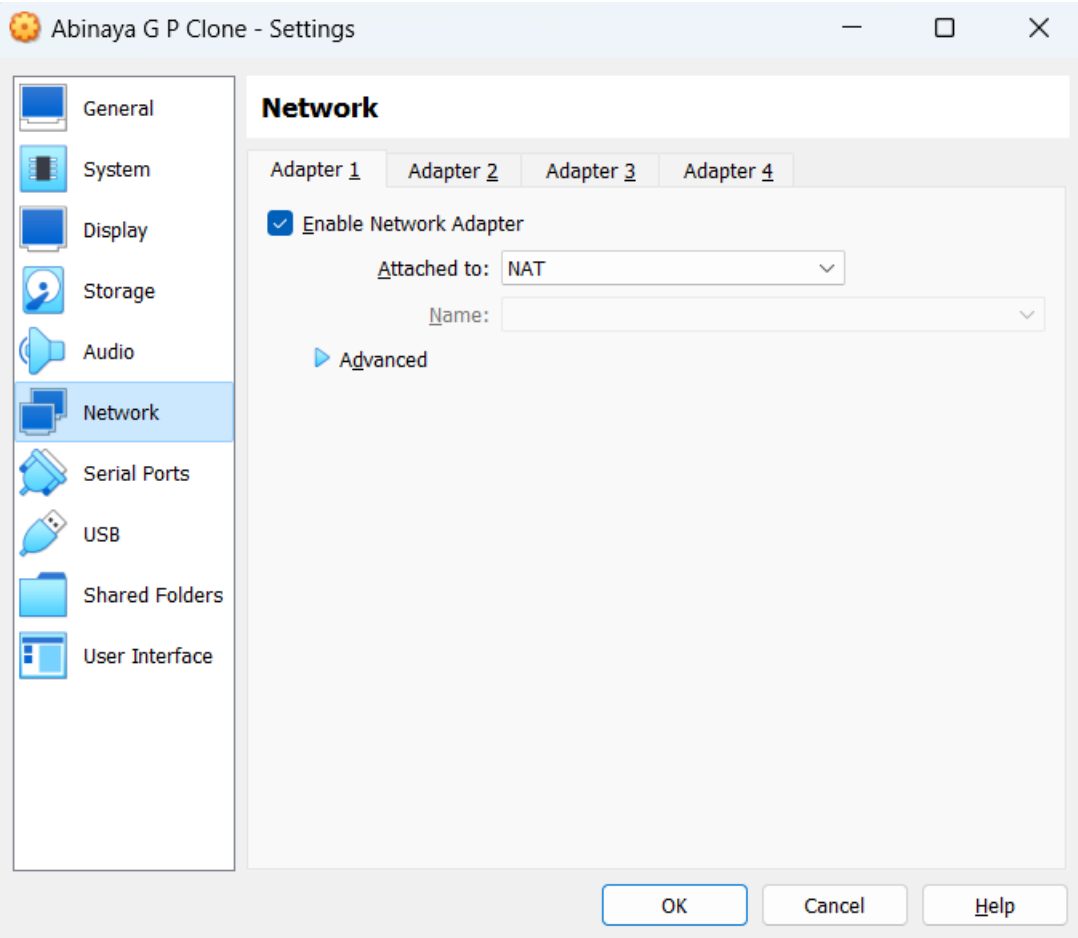 Abinaya G P Clone - Settings
General
System
Display
Storage
Audio
Network
Serial Ports
USB
Shared Folders
User Interface
Network
Adapter 1 Adapter 2 Adapter 3 Adapter 4
Enable Network Adapter
Attached to: NAT
Name:
Advanced
OK Cancel Help